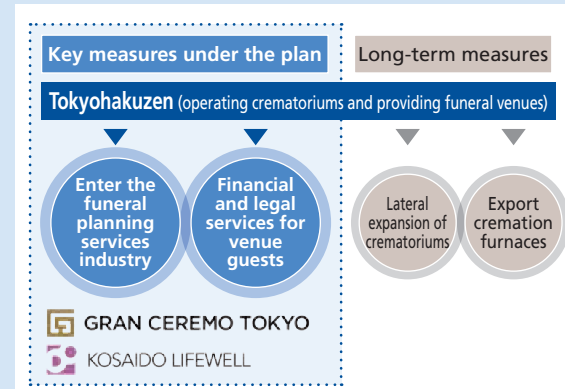 Key measures under the plan
Long-term measures
Tokyohakuzen (operating crematoriums and providing funeral venues)
Enter the
funeral
planning
services
industry
Financial
and legal
services for
venue
guests
Lateral
expansion of
crematoriums
Export
cremation
furnaces
GRAN CEREMO TOKYO
KOSAIDO LIFEWELL